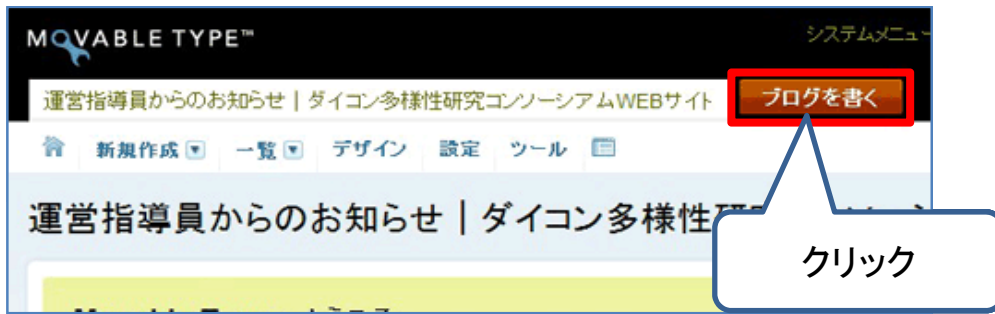 MOVABLE TYPE™
システムメニュー
運営指導員からのお知らせ | ダイコン多様性研究コンソーシアムWEBサイト
ブログを書く
新規作成 一覧 デザイン 設定 ツール
運営指導員からのお知らせ | ダイコン多様性
クリック